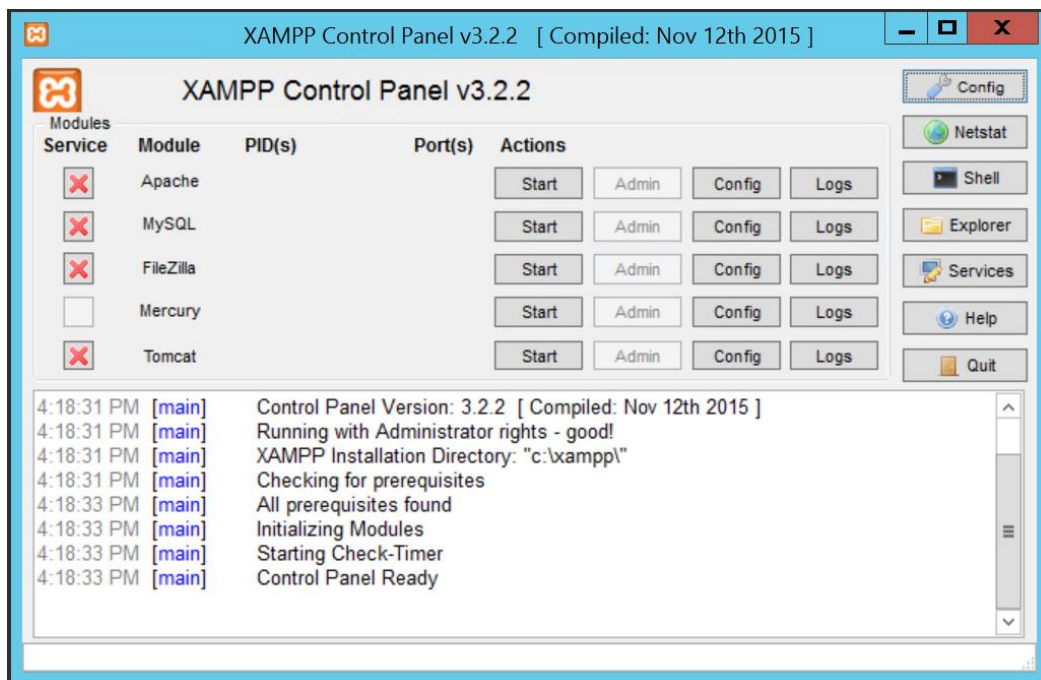 XAMPP Control Panel v3.2.2 [ Compiled: Nov 12th 2015 ]
XAMPP Control Panel v3.2.2
Config
Modules
Service Module PID(s) Port(s) Actions
Netstat
Apache Start Admin Config Logs
Shell
MySQL Start Admin Config Logs
Explorer
FileZilla Start Admin Config Logs
Services
Mercury Start Admin Config Logs
Help
Tomcat Start Admin Config Logs
Quit
4:18:31 PM [main] Control Panel Version: 3.2.2 [ Compiled: Nov 12th 2015 ]
4:18:31 PM [main] Running with Administrator rights - good!
4:18:31 PM [main] XAMPP Installation Directory: "c:\xampp\"
4:18:31 PM [main] Checking for prerequisites
4:18:33 PM [main] All prerequisites found
4:18:33 PM [main] Initializing Modules
4:18:33 PM [main] Starting Check-Timer
4:18:33 PM [main] Control Panel Ready